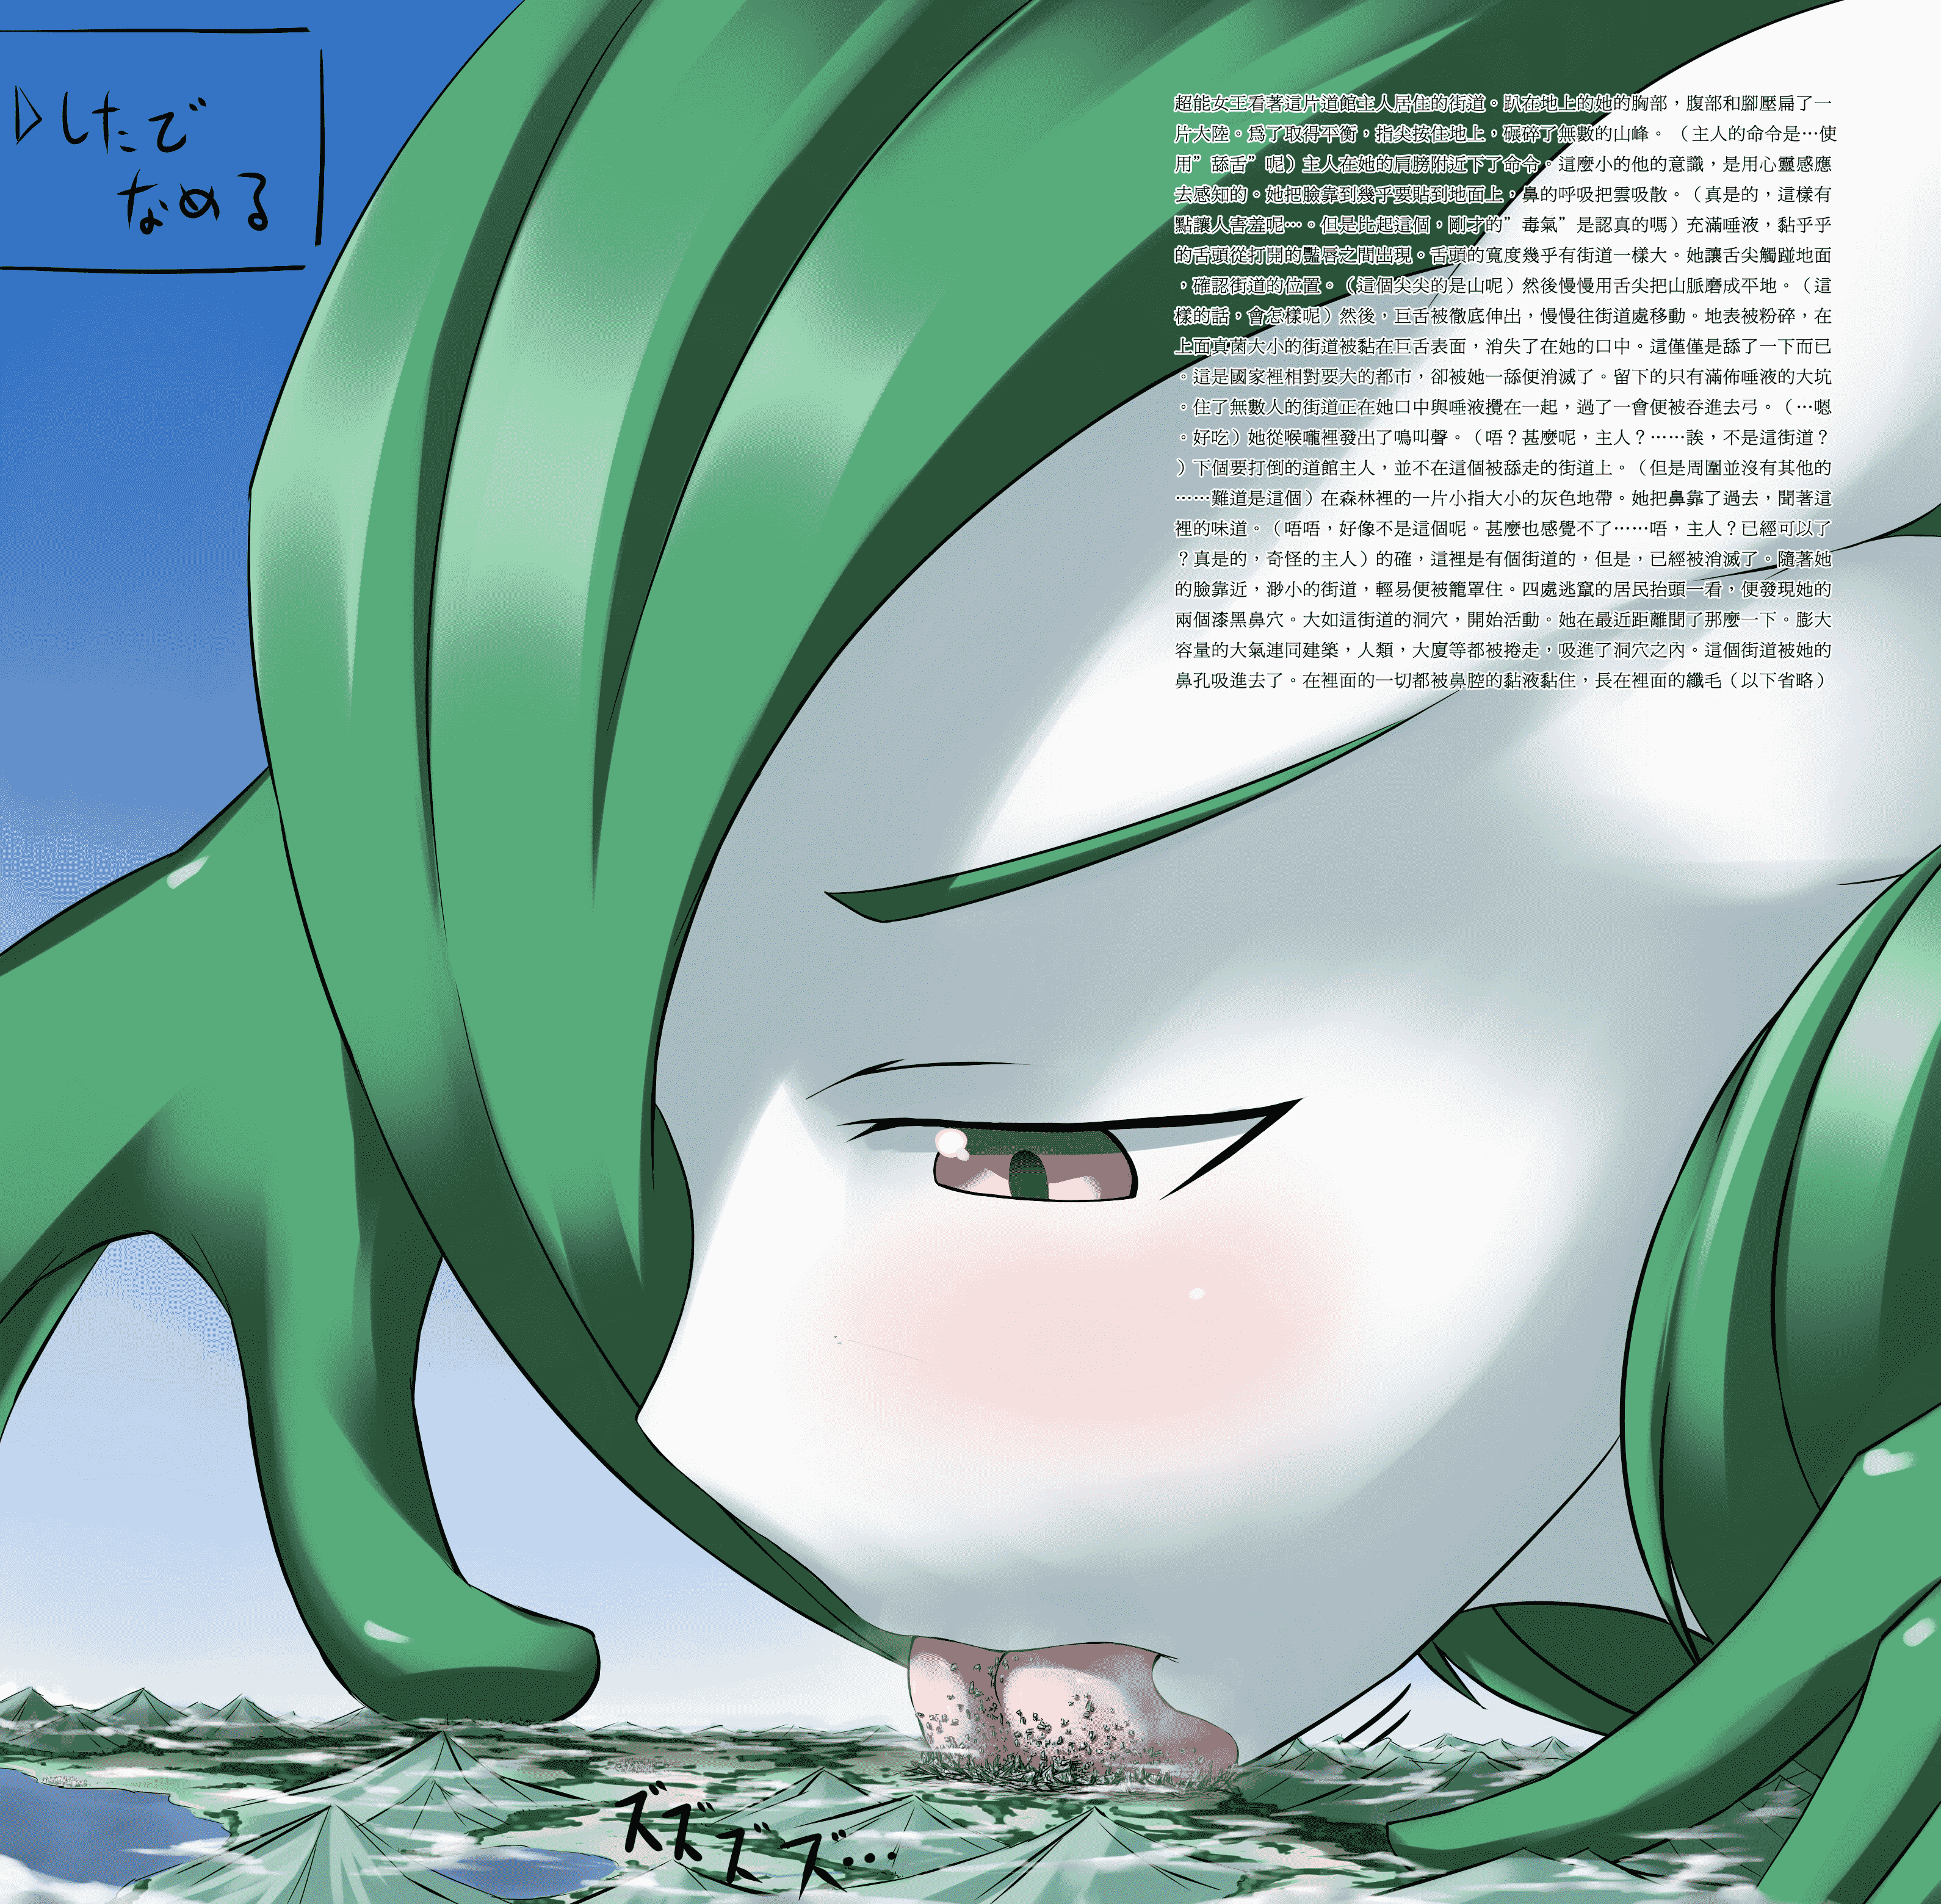 ▷したで
なめる
超能女王看著這片道館主人居住的街道。趴在地上的她的胸部，腹部和腳壓扁了一
片大陸。爲了取得平衡，指尖按住地上，碾碎了無數的山峰。（主人的命令是…使
用”舔舌”呢）主人在她的肩膀附近下了命令。這麼小的他的意識，是用心靈感應
去感知的。她把臉靠到幾乎要貼到地面上，鼻的呼吸把雲吸散。（真是的，這樣有
點讓人害羞呢…。但是比起這個，剛才的”毒氣”是認真的嗎）充滿唾液，黏乎乎
的舌頭從打開的豔唇之間出現。舌頭的寬度幾乎有街道一樣大。她讓舌尖觸踫地面
，確認街道的位置。（這個尖尖的是山呢）然後慢慢用舌尖把山脈磨成平地。（這
樣的話，會怎樣呢）然後，巨舌被徹底伸出，慢慢往街道處移動。地表被粉碎，在
上面真菌大小的街道被黏在巨舌表面，消失了在她的口中。這僅僅是舔了一下而已
。這是國家裡相對要大的都市，卻被她一舔便消滅了。留下的只有滿佈唾液的大坑
。住了無數人的街道正在她口中與唾液攪在一起，過了一會便被吞進去弓。（…嗯
。好吃）她從喉嚨裡發出了鳴叫聲。（唔？甚麼呢，主人？……誒，不是這街道？
）下個要打倒的道館主人，並不在這個被舔走的街道上。（但是周圍並沒有其他的
……難道是這個）在森林裡的一片小指大小的灰色地帶。她把鼻靠了過去，聞著這
裡的味道。（唔唔，好像不是這個呢。甚麼也感覺不了……唔，主人？已經可以了
？真是的，奇怪的主人）的確，這裡是有個街道的，但是，已經被消滅了。隨著她
的臉靠近，渺小的街道，輕易便被籠罩住。四處逃竄的居民抬頭一看，便發現她的
兩個漆黑鼻穴。大如這街道的洞穴，開始活動。她在最近距離聞了那麼一下。膨大
容量的大氣連同建築，人類，大廈等都被捲走，吸進了洞穴之內。這個街道被她的
鼻孔吸進去了。在裡面的一切都被鼻腔的黏液黏住，長在裡面的纖毛（以下省略）
ズズズズ…